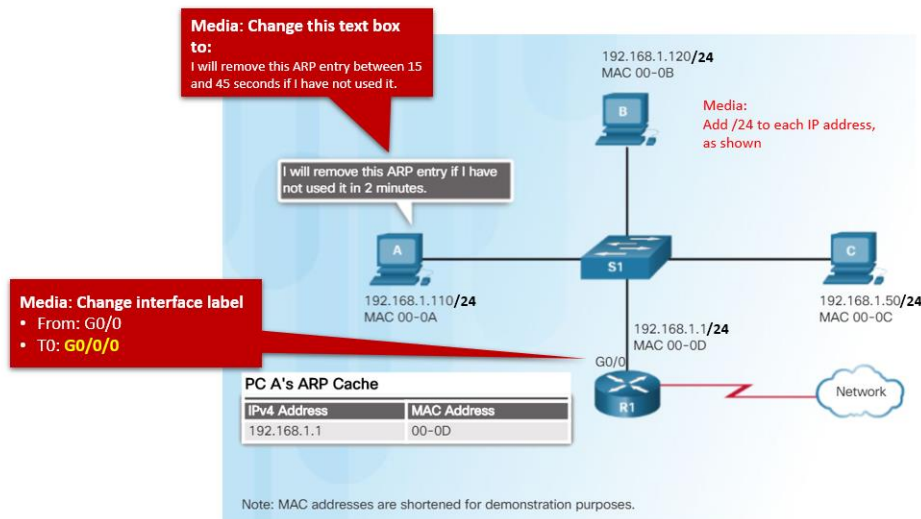 Media: Change this text box
to:
I will remove this ARP entry between 15
and 45 seconds if I have not used it.
192.168.1.120/24
MAC 00-0B
B
Media:
Add /24 to each IP address,
as shown
I will remove this ARP entry if I have
not used it in 2 minutes.
A
S1
C
192.168.1.110/24
MAC 00-0A
192.168.1.50/24
MAC 00-0C
Media: Change interface label
• From: G0/0
• T0: G0/0/0
192.168.1.1/24
MAC 00-0D
G0/0
R1
Network
PC A's ARP Cache
IPv4 Address MAC Address
192.168.1.1 00-0D
Note: MAC addresses are shortened for demonstration purposes.